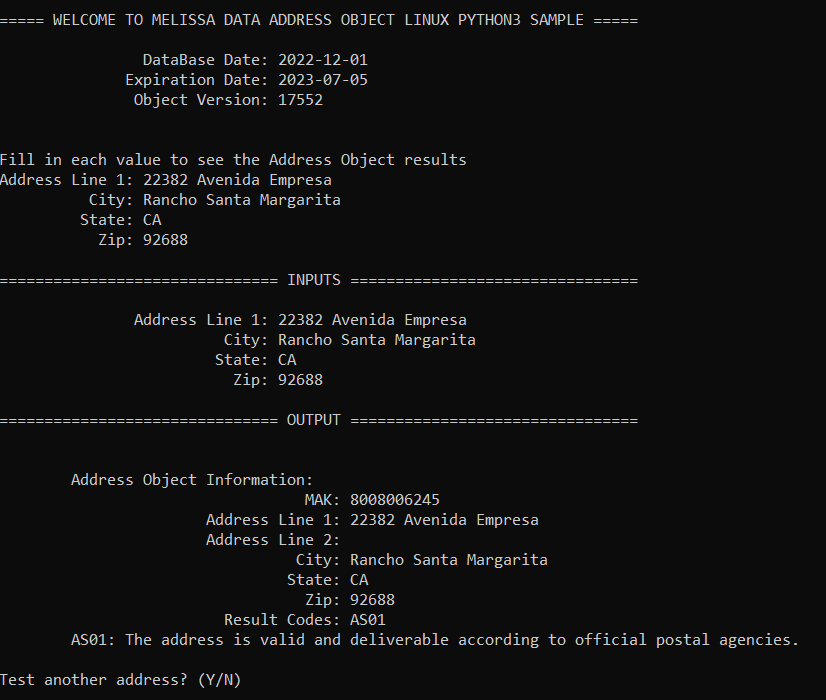 ===== WELCOME TO MELISSA DATA ADDRESS OBJECT LINUX PYTHON3 SAMPLE =====
DataBase Date: 2022-12-01
Expiration Date: 2023-07-05
Object Version: 17552
Fill in each value to see the Address Object results
Address Line 1: 22382 Avenida Empresa
City: Rancho Santa Margarita
State: CA
Zip: 92688
=============================== INPUTS ================================
Address Line 1: 22382 Avenida Empresa
City: Rancho Santa Margarita
State: CA
Zip: 92688
=============================== OUTPUT ================================
Address Object Information:
MAK: 8008006245
Address Line 1: 22382 Avenida Empresa
Address Line 2:
City: Rancho Santa Margarita
State: CA
Zip: 92688
Result Codes: AS01
AS01: The address is valid and deliverable according to official postal agencies.
Test another address? (Y/N)